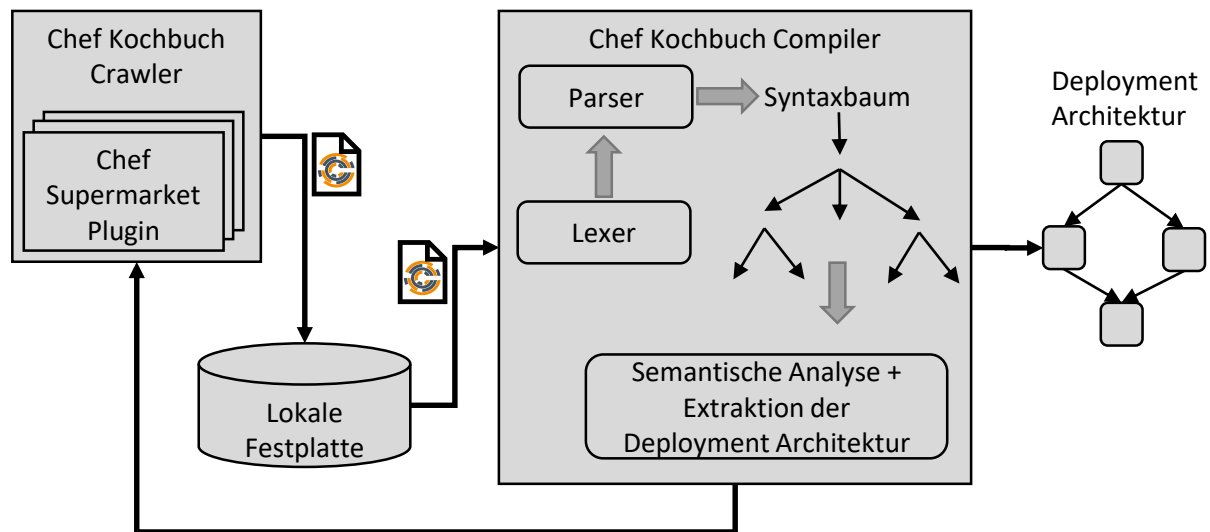 Chef Kochbuch
Crawler
Chef
Supermarket
Plugin
Lokale
Festplatte
Chef Kochbuch Compiler
Parser
Syntaxbaum
Lexer
Semantische Analyse +
Extraktion der
Deployment Architektur
Deployment
Architektur